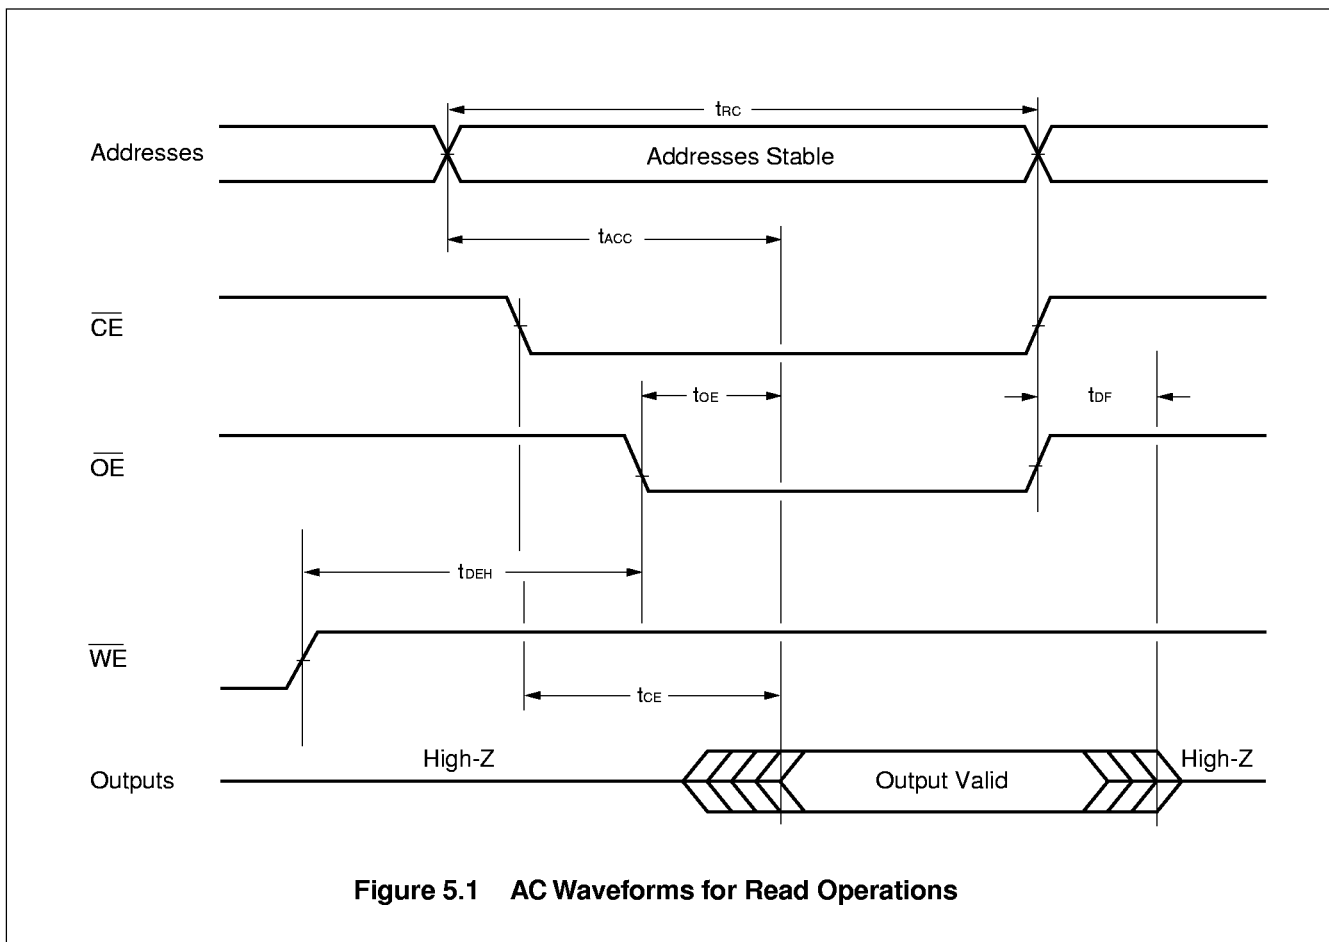 tRC
Addresses
Addresses Stable
tACC
CE
tOE
tDF
OE
tDEH
WE
tCE
High-Z
High-Z
Outputs
Output Valid
Figure 5.1 AC Waveforms for Read Operations